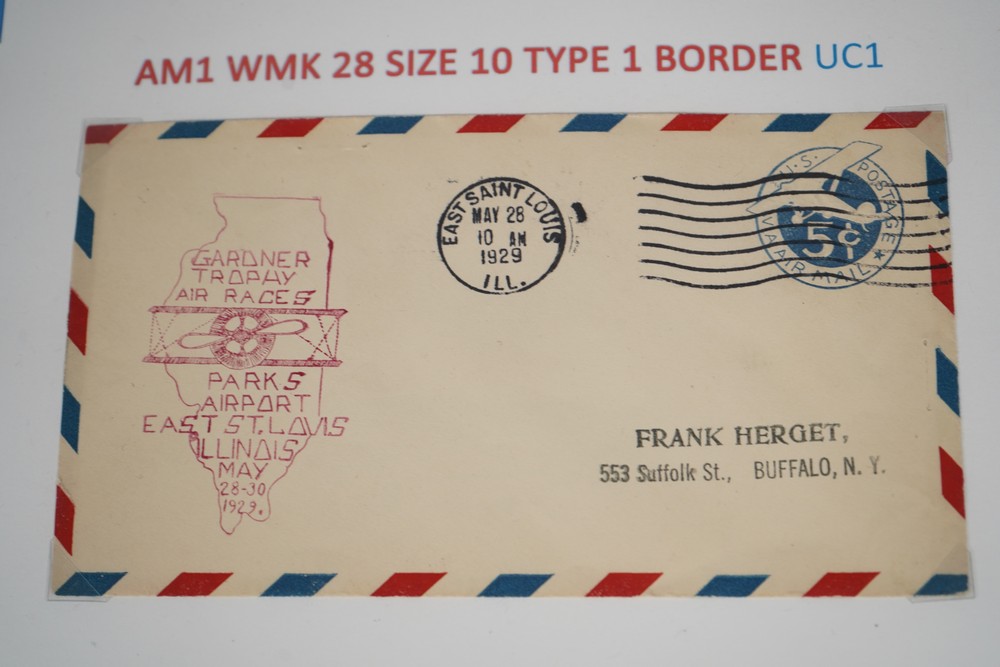 AM1 WMK 28 SIZE 10 TYPE 1 BORDER UC1
GARDNER
TROPHY
AIR RACES
PARKS
AIRPORT
EAST ST. LOUIS
ILLINOIS
MAY
28-30
1929.
EAST SAINT LOUIS
MAY 28
10 AM
1929
ILL.
U.S. POSTAGE
5¢
VIA AIR MAIL
FRANK HERGET,
553 Suffolk St., BUFFALO, N. Y.